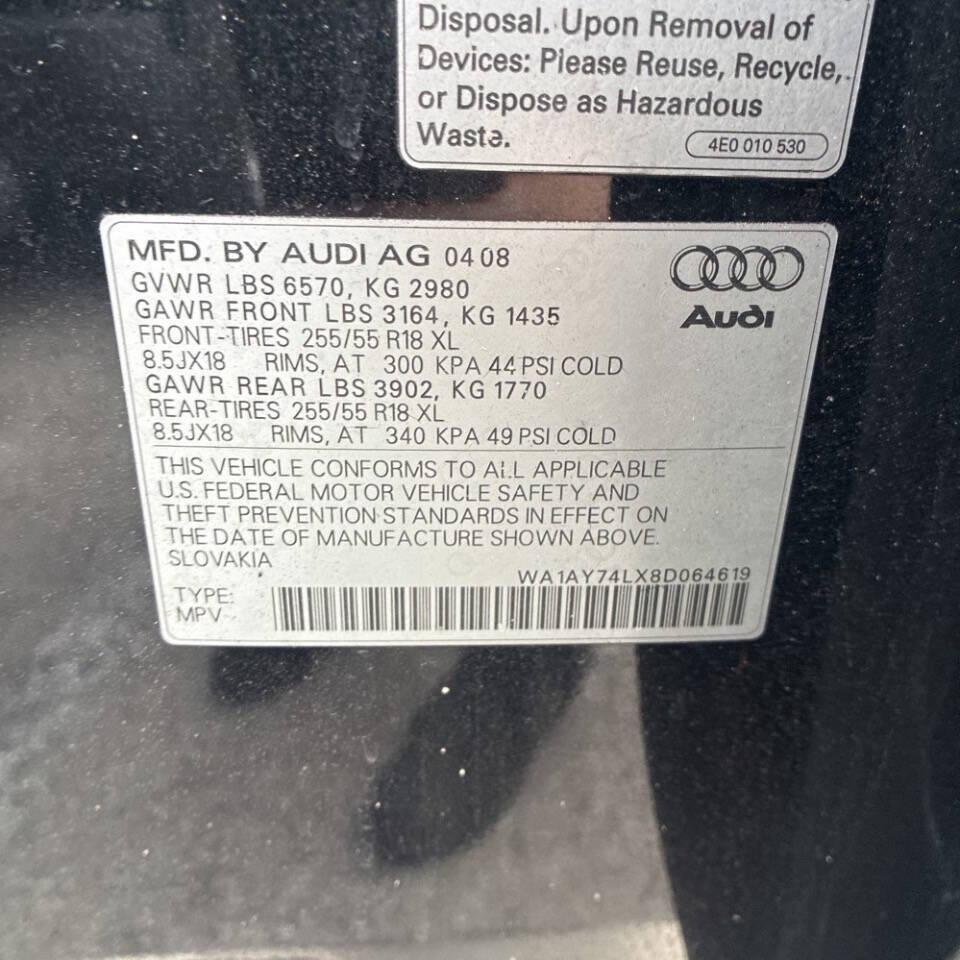 Disposal. Upon Removal of
Devices: Please Reuse, Recycle,
or Dispose as Hazardous
Waste.
4E0 010 530
MFD. BY AUDI AG 04 08
GVWR LBS 6570, KG 2980
GAWR FRONT LBS 3164, KG 1435
FRONT-TIRES 255/55 R18 XL
8.5JX18 RIMS, AT 300 KPA 44 PSI COLD
GAWR REAR LBS 3902, KG 1770
REAR-TIRES 255/55 R18 XL
8.5JX18 RIMS, AT 340 KPA 49 PSI COLD
Audi
THIS VEHICLE CONFORMS TO ALL APPLICABLE
U.S. FEDERAL MOTOR VEHICLE SAFETY AND
THEFT PREVENTION STANDARDS IN EFFECT ON
THE DATE OF MANUFACTURE SHOWN ABOVE.
SLOVAKIA
WA1AY74LX8D064619
TYPE:
MPV